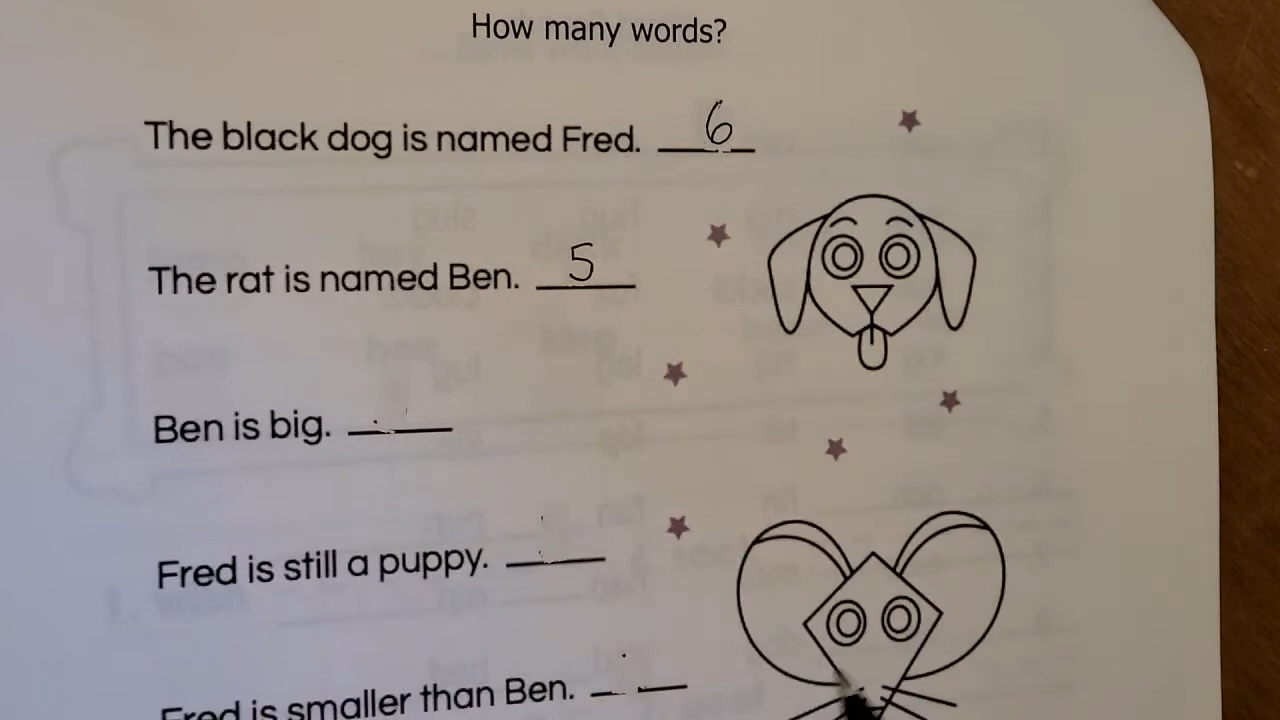 How many words?
The black dog is named Fred. 6
The rat is named Ben. 5
Ben is big.
Fred is still a puppy.
Fred is smaller than Ben.